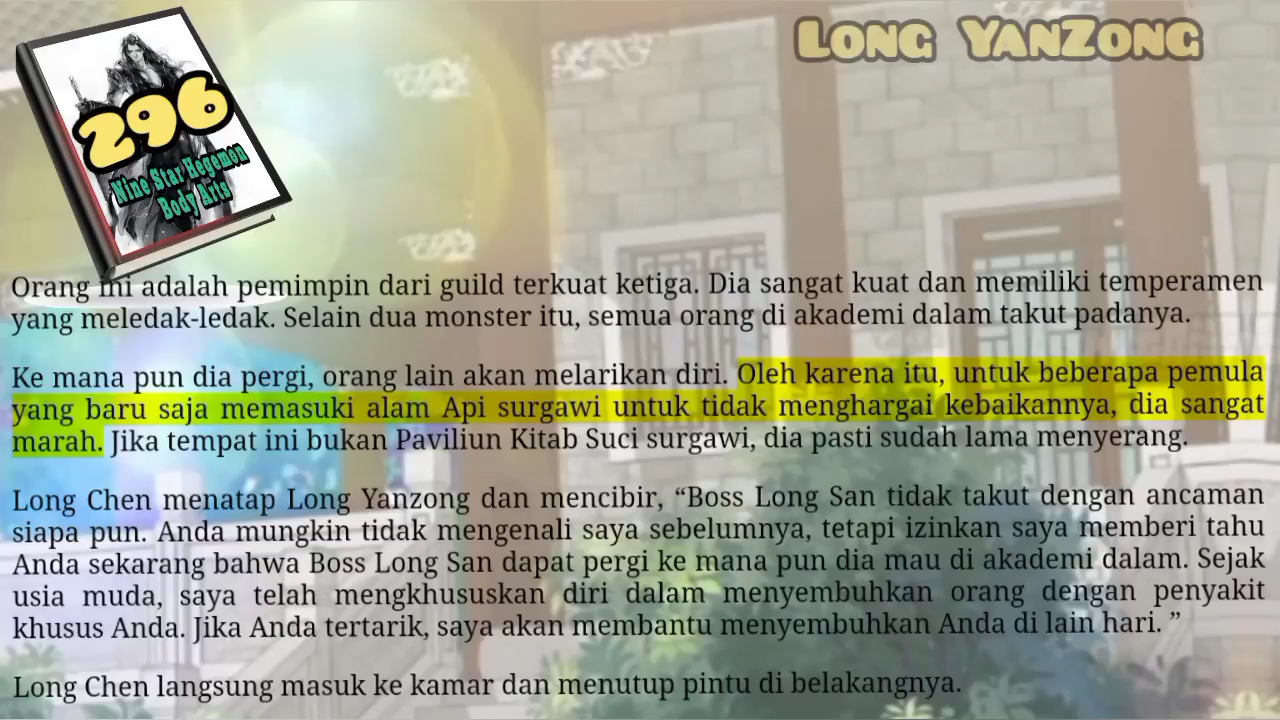 Long YanZong
296
Nine Star Hegemon
Body Arts
Orang ini adalah pemimpin dari guild terkuat ketiga. Dia sangat kuat dan memiliki temperamen
yang meledak-ledak. Selain dua monster itu, semua orang di akademi dalam takut padanya.
Ke mana pun dia pergi, orang lain akan melarikan diri. Oleh karena itu, untuk beberapa pemula
yang baru saja memasuki alam Api surgawi untuk tidak menghargai kebaikannya, dia sangat
marah. Jika tempat ini bukan Paviliun Kitab Suci surgawi, dia pasti sudah lama menyerang.
Long Chen menatap Long Yanzong dan mencibir, “Boss Long San tidak takut dengan ancaman
siapa pun. Anda mungkin tidak mengenali saya sebelumnya, tetapi izinkan saya memberi tahu
Anda sekarang bahwa Boss Long San dapat pergi ke mana pun dia mau di akademi dalam. Sejak
usia muda, saya telah mengkhususkan diri dalam menyembuhkan orang dengan penyakit
khusus Anda. Jika Anda tertarik, saya akan membantu menyembuhkan Anda di lain hari. ”
Long Chen langsung masuk ke kamar dan menutup pintu di belakangnya.